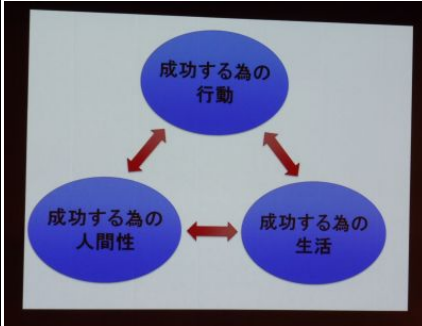 成功する為の
行動
成功する為の
人間性
成功する為の
生活